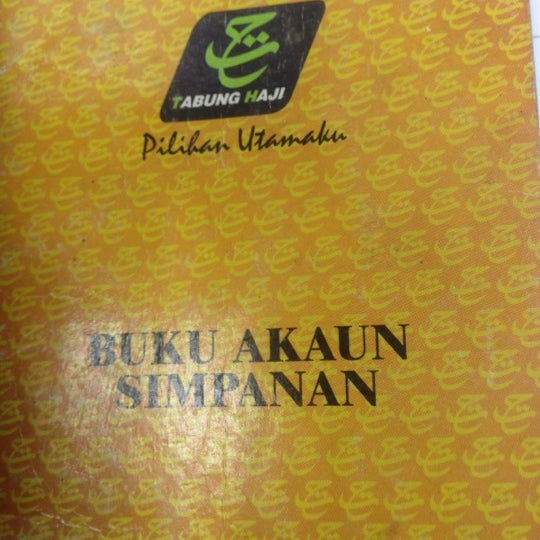 TABUNG HAJI
Pilihan Utamaku
BUKU AKAUN
SIMPANAN